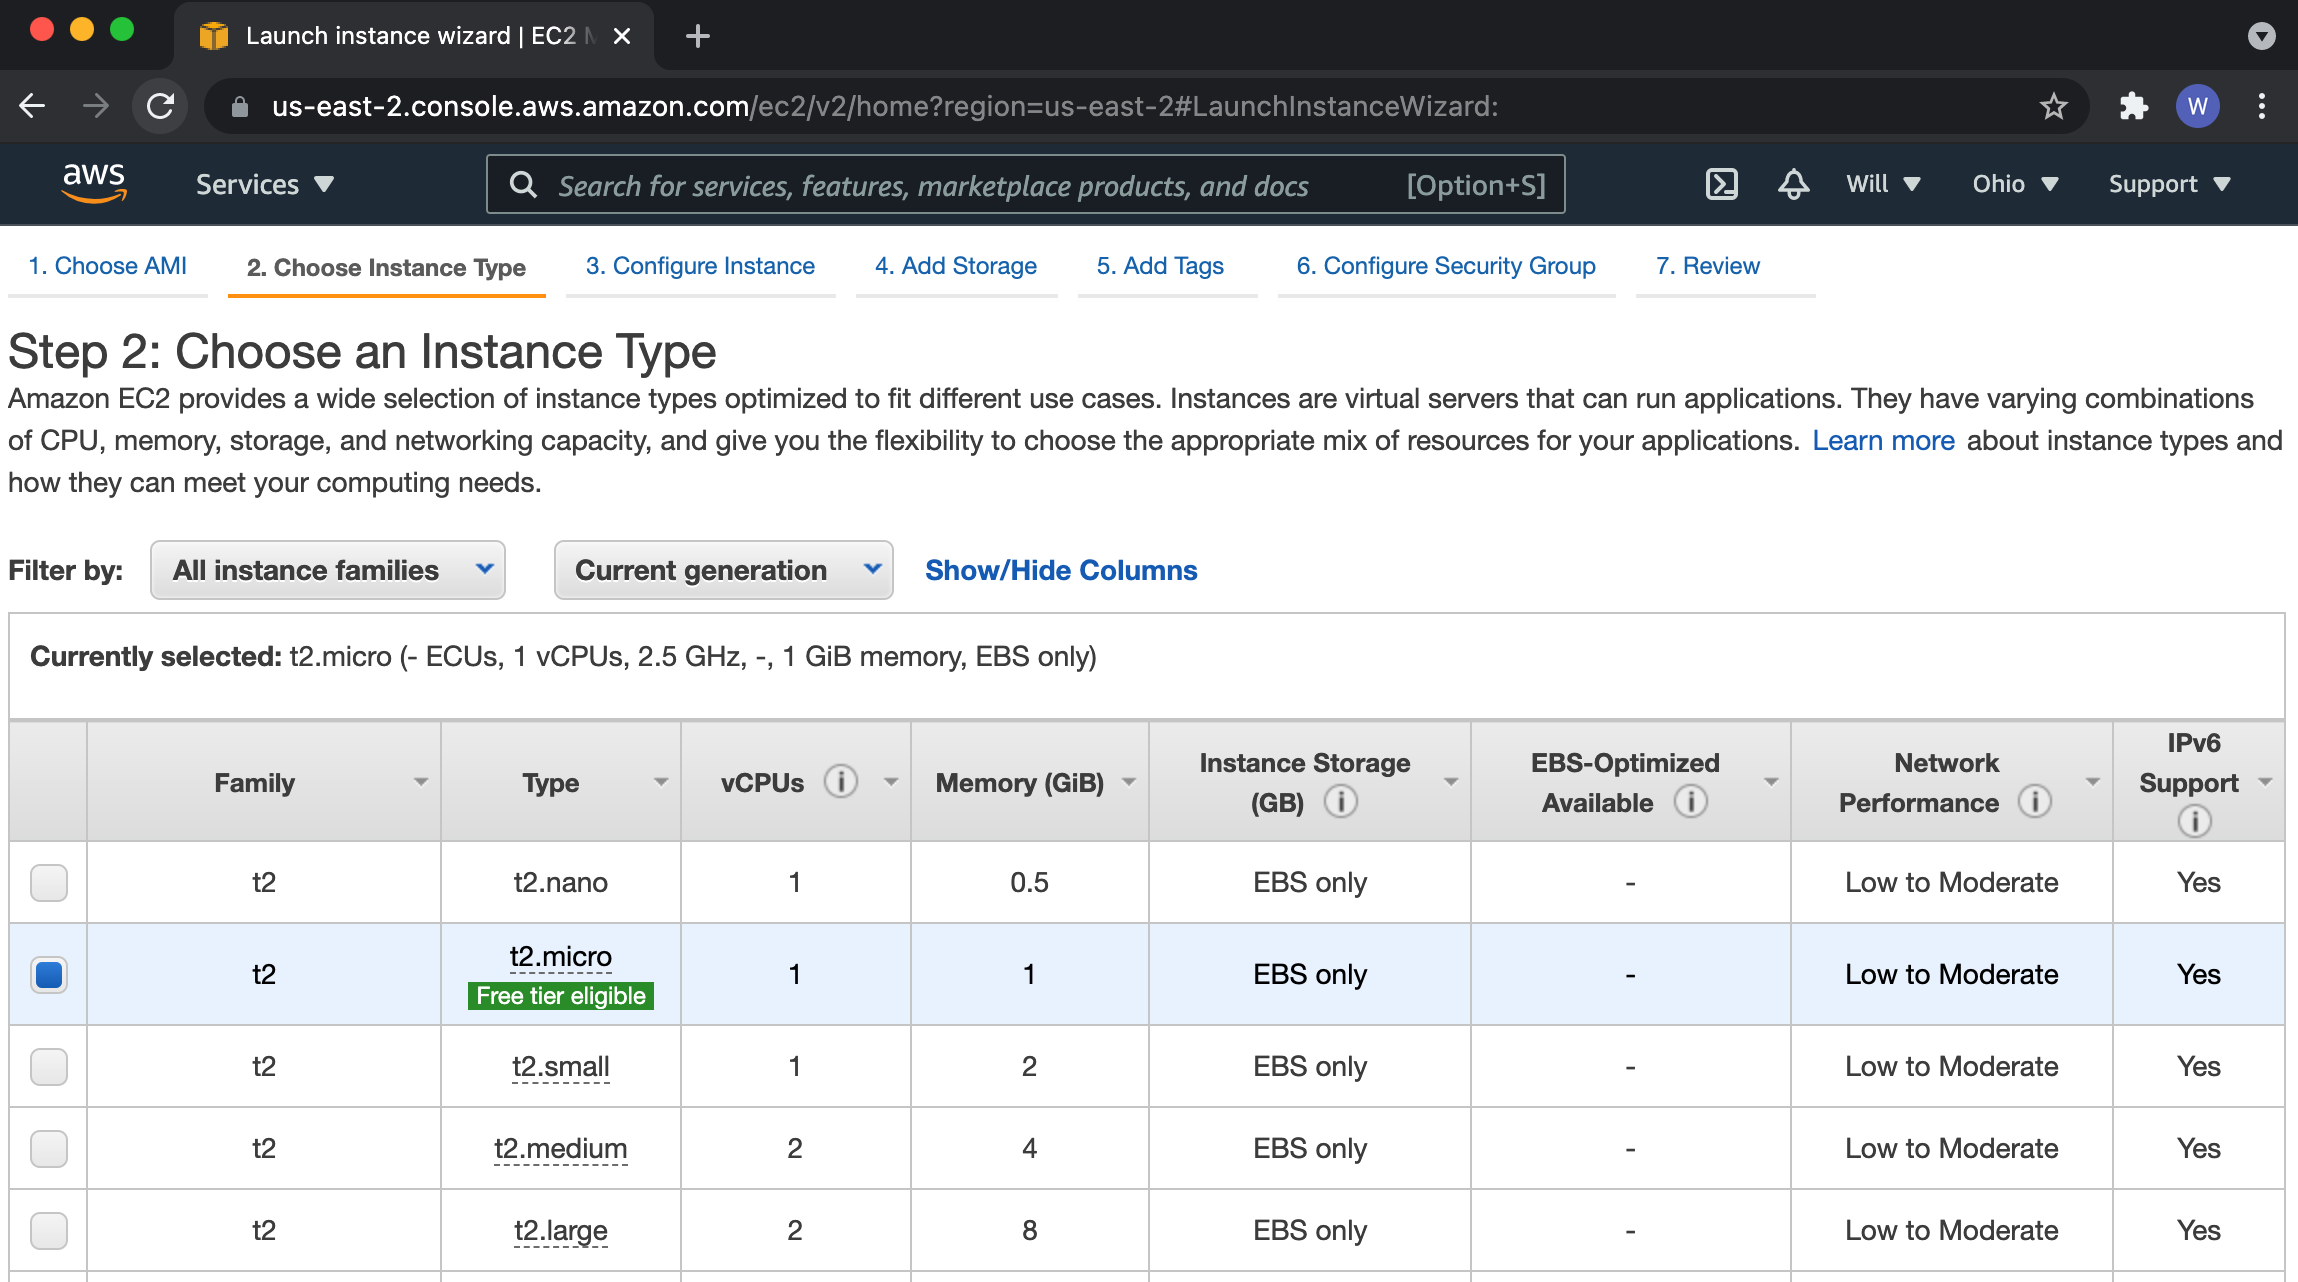 Launch instance wizard | EC2 M
us-east-2.console.aws.amazon.com/ec2/v2/home?region=us-east-2#LaunchInstanceWizard:
W
aws Services Search for services, features, marketplace products, and docs [Option+S] Will Ohio Support
1. Choose AMI 2. Choose Instance Type 3. Configure Instance 4. Add Storage 5. Add Tags 6. Configure Security Group 7. Review
Step 2: Choose an Instance Type
Amazon EC2 provides a wide selection of instance types optimized to fit different use cases. Instances are virtual servers that can run applications. They have varying combinations
of CPU, memory, storage, and networking capacity, and give you the flexibility to choose the appropriate mix of resources for your applications. Learn more about instance types and
how they can meet your computing needs.
Filter by: All instance families Current generation Show/Hide Columns
Currently selected: t2.micro (- ECUs, 1 vCPUs, 2.5 GHz, -, 1 GiB memory, EBS only)
Family Type vCPUs i Memory (GiB) Instance Storage (GB) i EBS-Optimized Available i Network Performance i IPv6 Support i
t2 t2.nano 1 0.5 EBS only - Low to Moderate Yes
t2 t2.micro Free tier eligible 1 1 EBS only - Low to Moderate Yes
t2 t2.small 1 2 EBS only - Low to Moderate Yes
t2 t2.medium 2 4 EBS only - Low to Moderate Yes
t2 t2.large 2 8 EBS only - Low to Moderate Yes